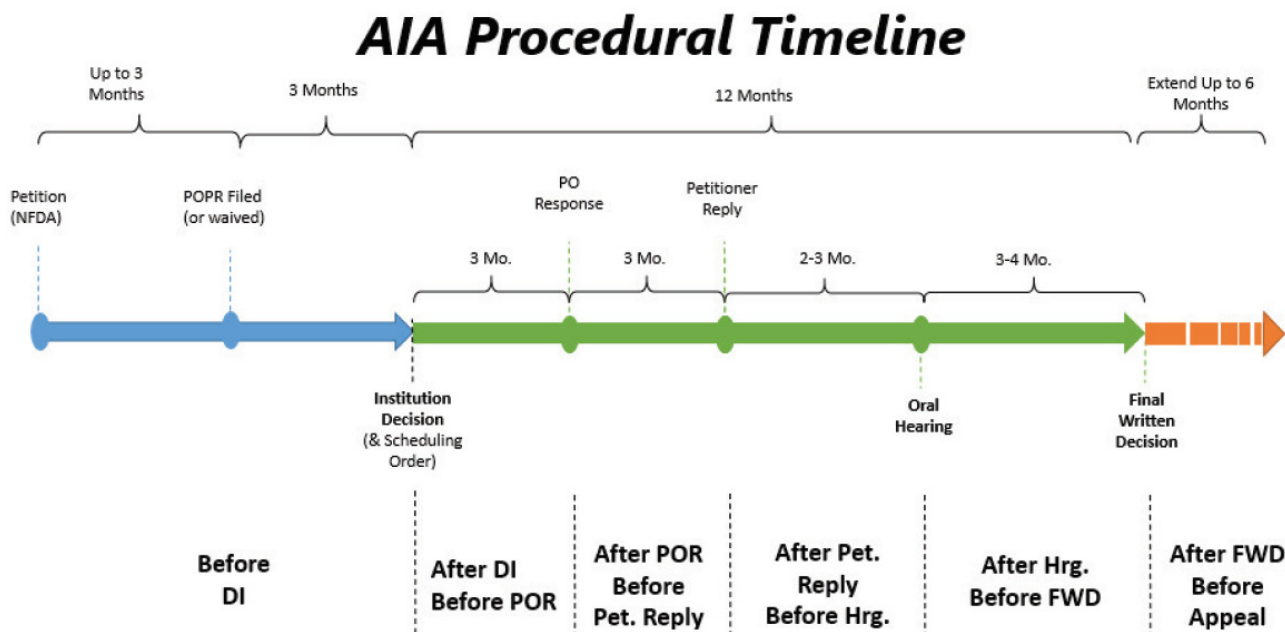 AIA Procedural Timeline
Up to 3
Months
3 Months
12 Months
Extend Up to 6
Months
Petition
(NFDA)
POPR Filed
(or waived)
PO
Response
Petitioner
Reply
3 Mo.
3 Mo.
2-3 Mo.
3-4 Mo.
Institution
Decision
(& Scheduling
Order)
Oral
Hearing
Final
Written
Decision
Before
DI
After DI
Before POR
After POR
Before
Pet. Reply
After Pet.
Reply
Before Hrg.
After Hrg.
Before FWD
After FWD
Before
Appeal